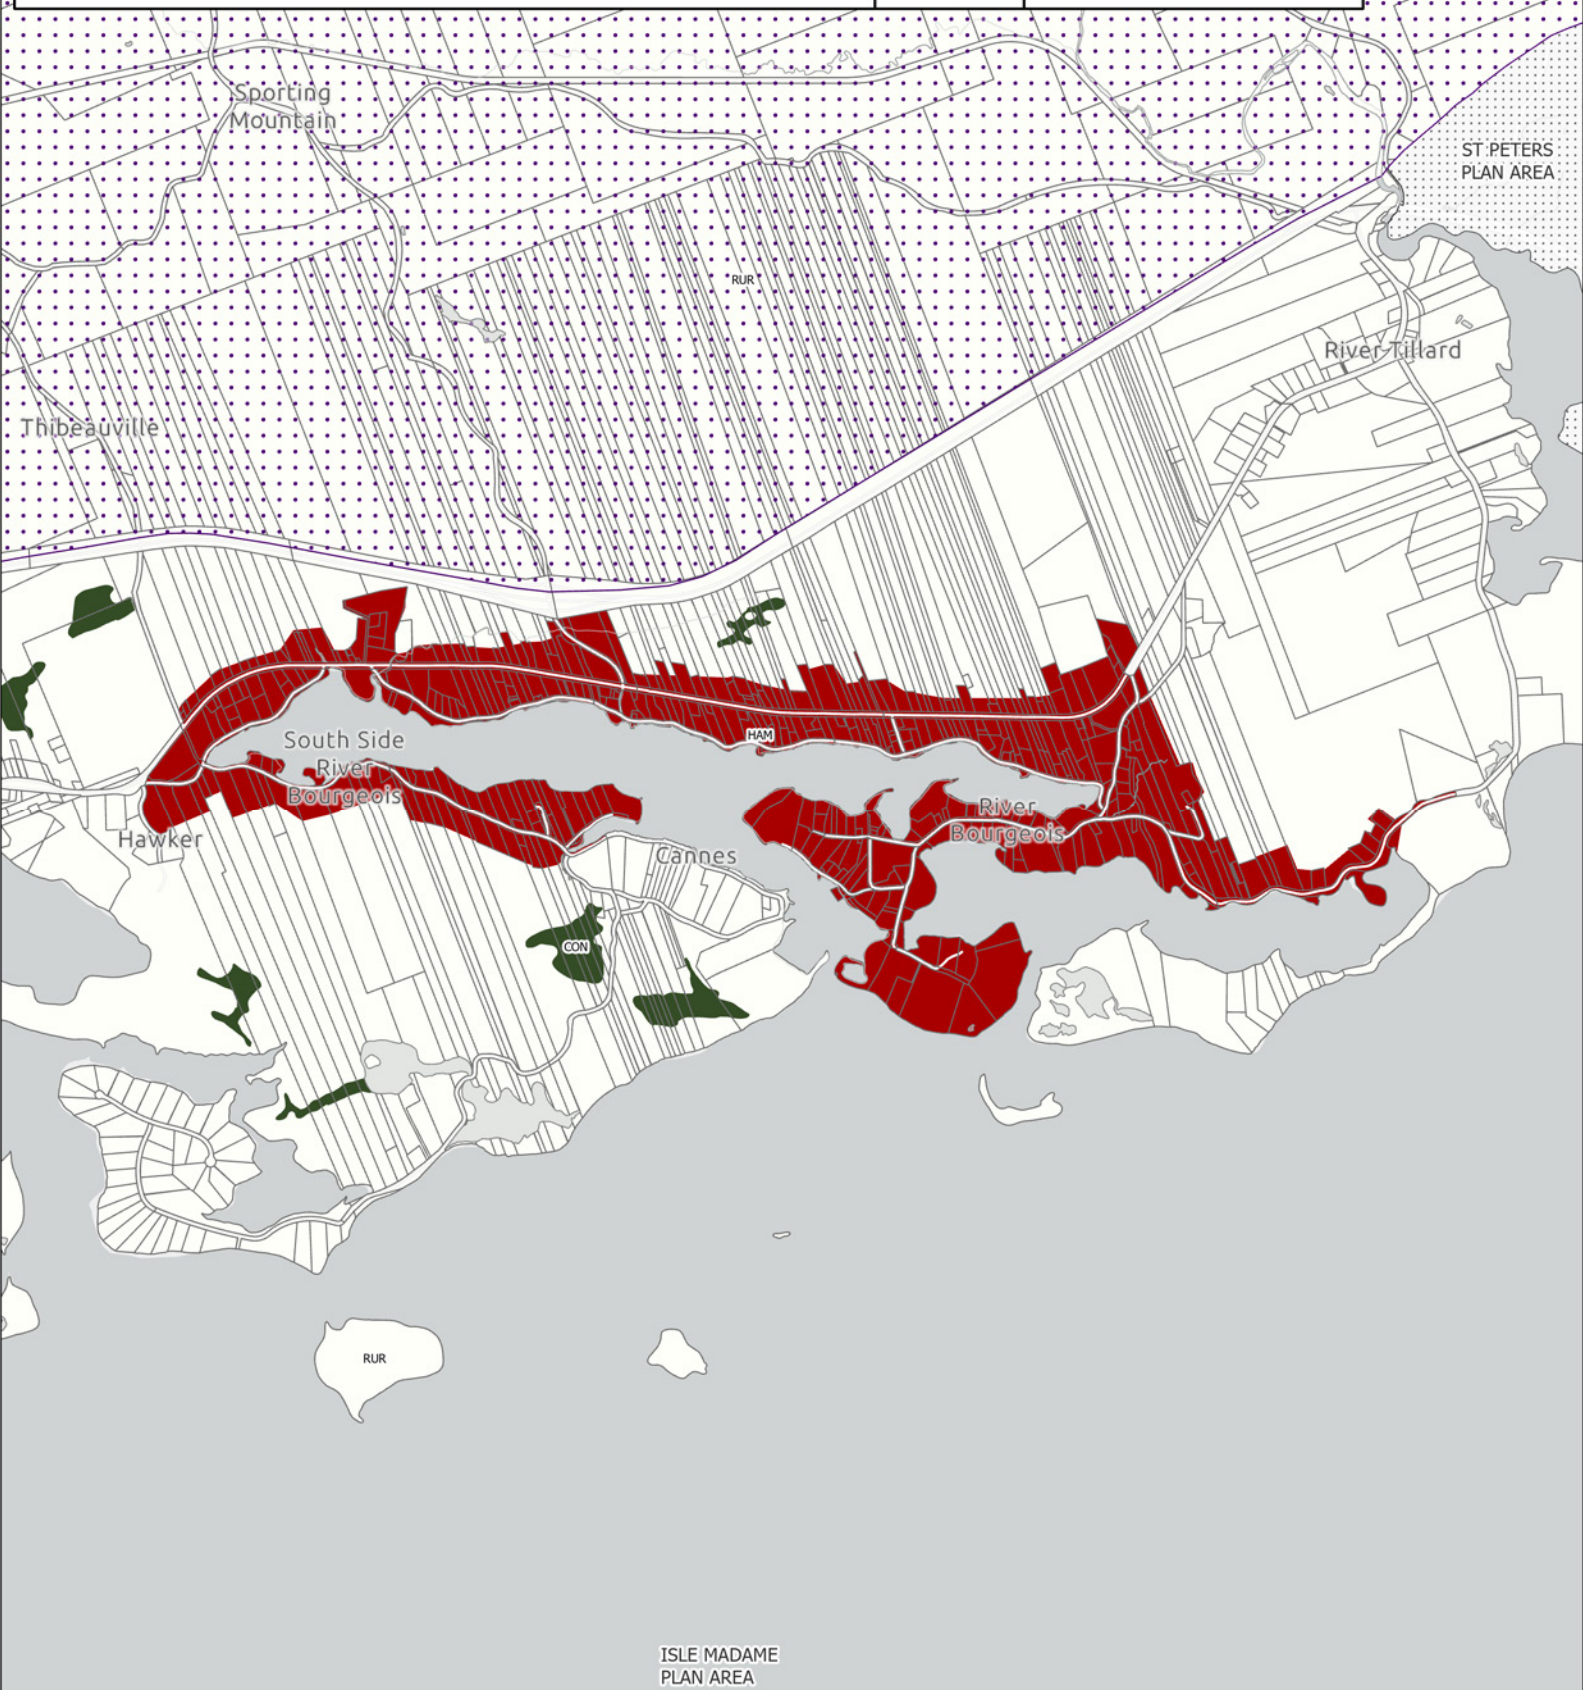 Sporting
Mountain
ST PETERS
PLAN AREA
RUR
River Tillard
Thibeauville
HAM
South Side
River
Bourgeois
River
Bourgeois
Hawker
Cannes
CON
RUR
ISLE MADAME
PLAN AREA